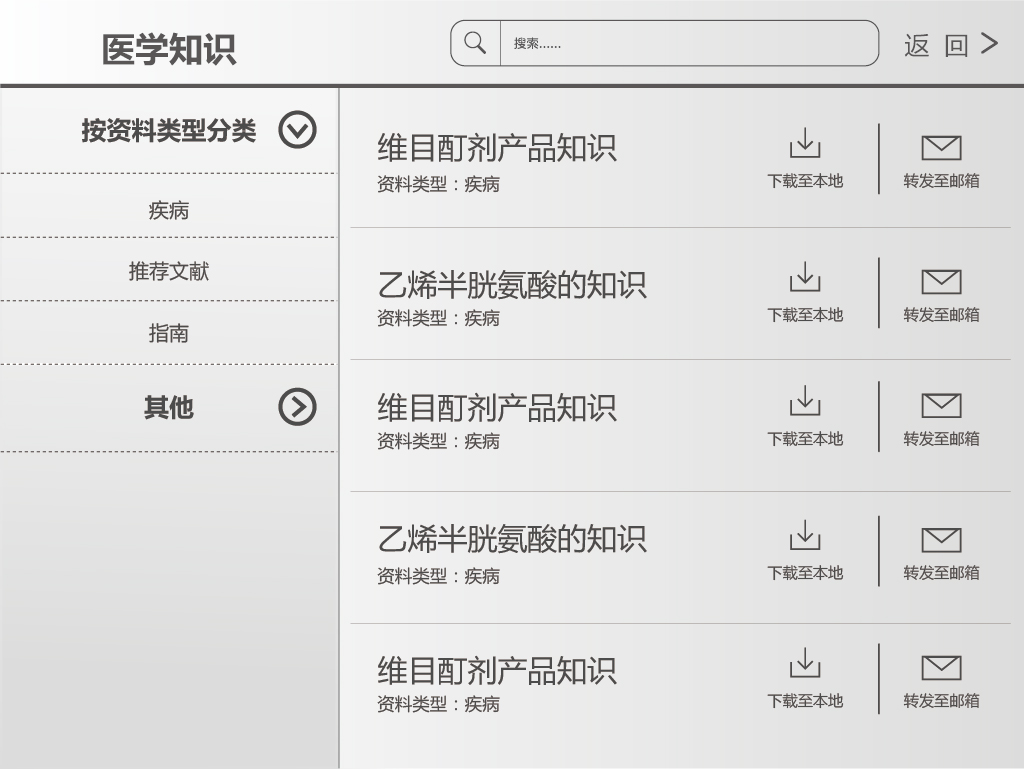 医学知识
搜索......
返 回
按资料类型分类
疾病
推荐文献
指南
其他
维目酊剂产品知识
资料类型：疾病
下载至本地
转发至邮箱
乙烯半胱氨酸的知识
资料类型：疾病
下载至本地
转发至邮箱
维目酊剂产品知识
资料类型：疾病
下载至本地
转发至邮箱
乙烯半胱氨酸的知识
资料类型：疾病
下载至本地
转发至邮箱
维目酊剂产品知识
资料类型：疾病
下载至本地
转发至邮箱